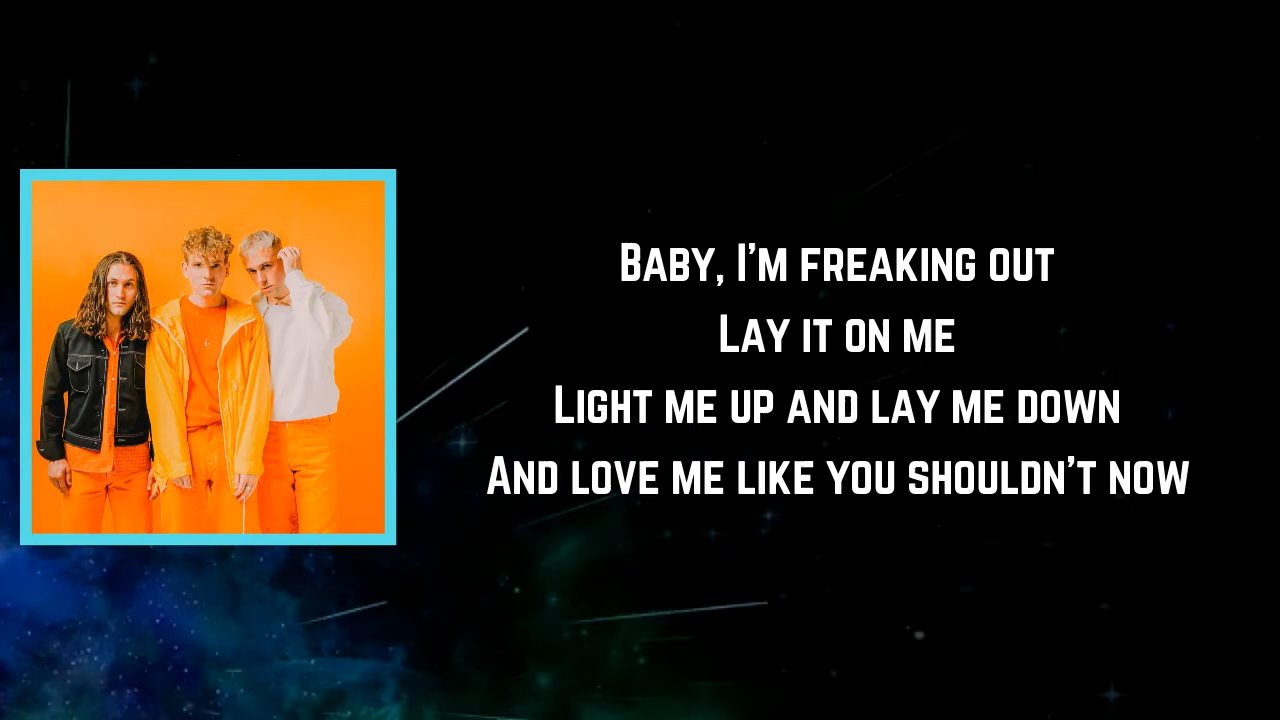 Baby, I'm freaking out
Lay it on me
Light me up and lay me down
And love me like you shouldn't now